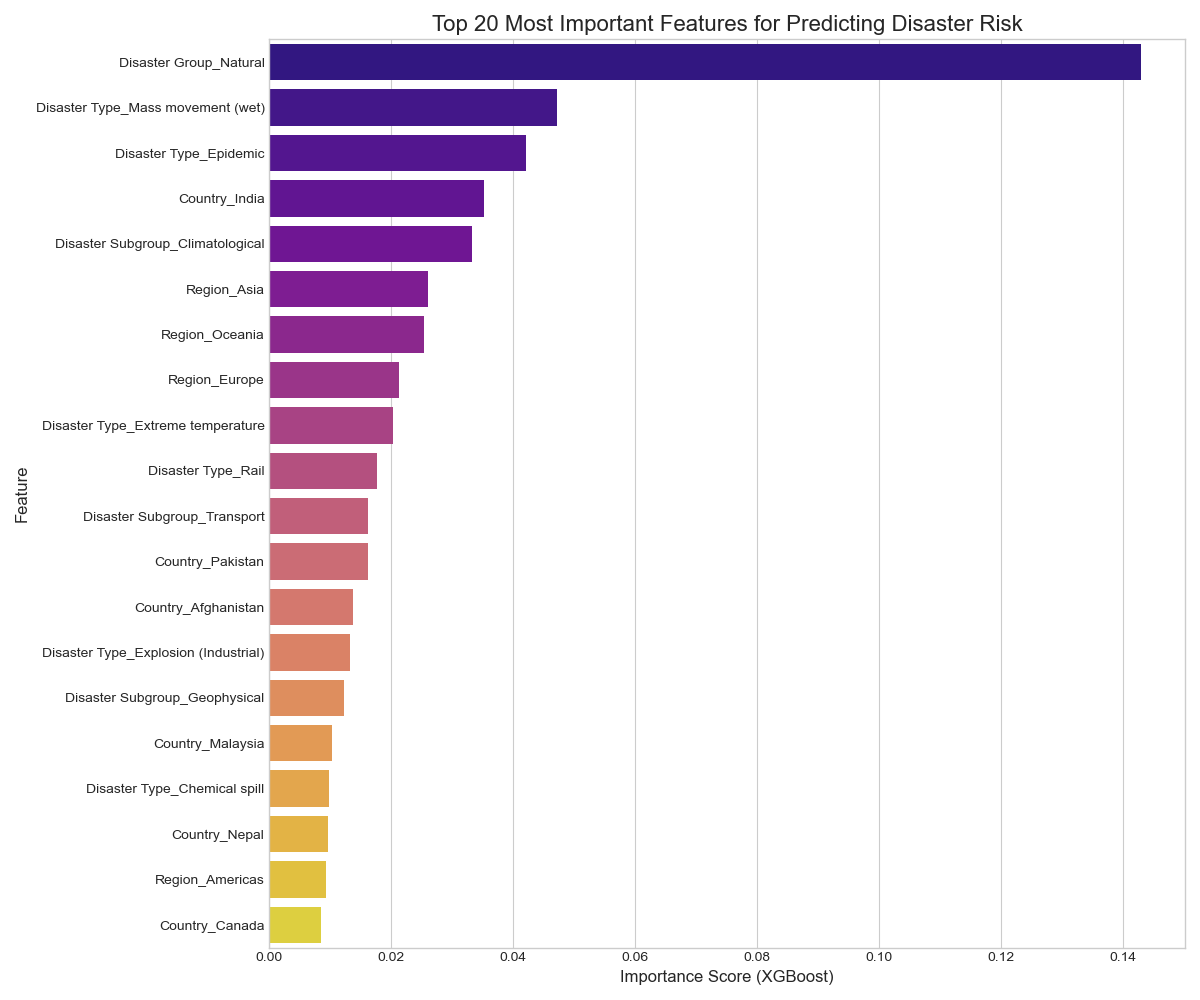 Top 20 Most Important Features for Predicting Disaster Risk
Feature
Disaster Group_Natural
Disaster Type_Mass movement (wet)
Disaster Type_Epidemic
Country_India
Disaster Subgroup_Climatological
Region_Asia
Region_Oceania
Region_Europe
Disaster Type_Extreme temperature
Disaster Type_Rail
Disaster Subgroup_Transport
Country_Pakistan
Country_Afghanistan
Disaster Type_Explosion (Industrial)
Disaster Subgroup_Geophysical
Country_Malaysia
Disaster Type_Chemical spill
Country_Nepal
Region_Americas
Country_Canada
0.00 0.02 0.04 0.06 0.08 0.10 0.12 0.14
Importance Score (XGBoost)